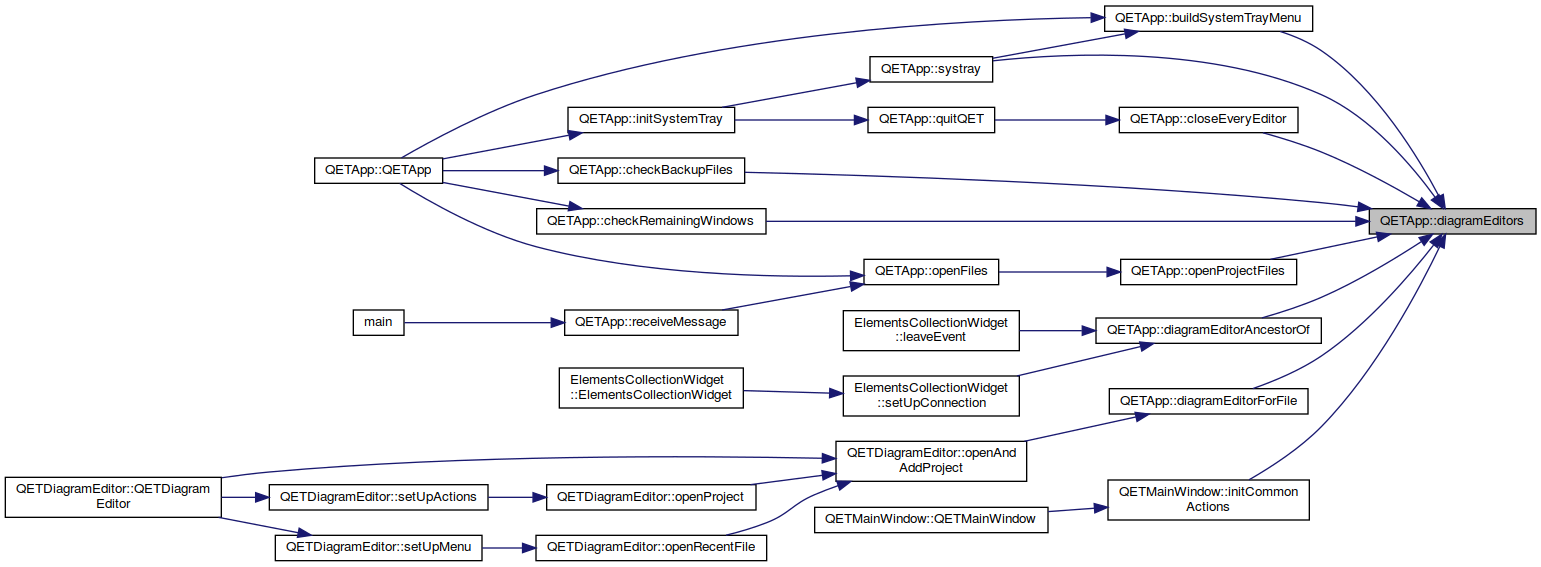 QETApp::buildSystemTrayMenu
QETApp::systray
QETApp::initSystemTray
QETApp::quitQET
QETApp::closeEveryEditor
QETApp::QETApp
QETApp::checkBackupFiles
QETApp::checkRemainingWindows
QETApp::diagramEditors
QETApp::openFiles
QETApp::openProjectFiles
main
QETApp::receiveMessage
ElementsCollectionWidget
::leaveEvent
QETApp::diagramEditorAncestorOf
ElementsCollectionWidget
::ElementsCollectionWidget
ElementsCollectionWidget
::setUpConnection
QETApp::diagramEditorForFile
QETDiagramEditor::openAnd
AddProject
QETDiagramEditor::QETDiagram
Editor
QETDiagramEditor::setUpActions
QETDiagramEditor::openProject
QETMainWindow::initCommon
Actions
QETMainWindow::QETMainWindow
QETDiagramEditor::setUpMenu
QETDiagramEditor::openRecentFile